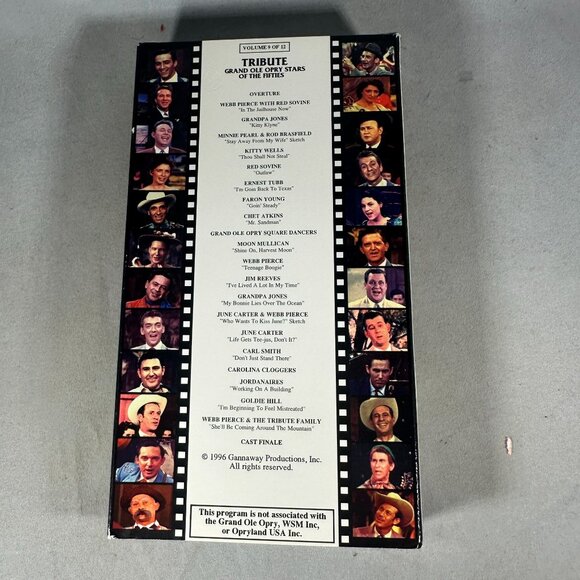 VOLUME 9 OF 12
TRIBUTE
GRAND OLE OPRY STARS
OF THE FIFTIES
OVERTURE
WEBB PIERCE WITH RED SOVINE
"In The Jailhouse Now"
GRANDPA JONES
"Kitty Klyne"
MINNIE PEARL & ROD BRASFIELD
"Stay Away From My Wife" Sketch
KITTY WELLS
"Thou Shalt Not Steal"
RED SOVINE
"Outlaw"
ERNEST TUBB
"I'm Goin Back To Texas"
FARON YOUNG
"Goin' Steady"
CHET ATKINS
"Mr. Sandman"
GRAND OLE OPRY SQUARE DANCERS
MOON MULLICAN
"Shine On, Harvest Moon"
WEBB PIERCE
"Teenage Boogie"
JIM REEVES
"I've Lived A Lot In My Time"
GRANDPA JONES
"My Bonnie Lies Over The Ocean"
JUNE CARTER & WEBB PIERCE
"Who Wants To Kiss June?" Sketch
JUNE CARTER
"Life Gets Tee-jus, Don't It?"
CARL SMITH
"Don't Just Stand There"
CAROLINA CLOGGERS
JORDANAIRES
"Working On A Building"
GOLDIE HILL
"I'm Beginning To Feel Mistreated"
WEBB PIERCE & THE TRIBUTE FAMILY
"She'll Be Coming Around The Mountain"
CAST FINALE
© 1996 Gannaway Productions, Inc.
All rights reserved.
This program is not associated with
the Grand Ole Opry, WSM Inc,
or Opryland USA Inc.